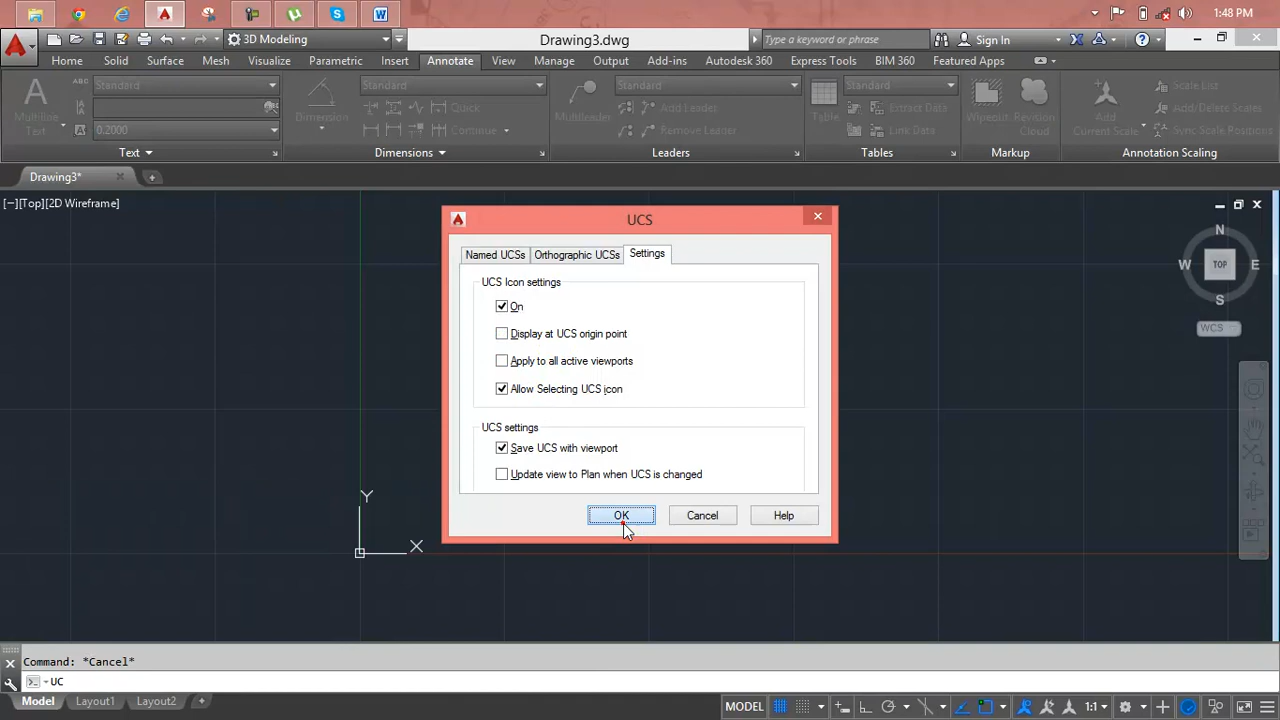 1:48 PM
3D Modeling
Drawing3.dwg
Type a keyword or phrase
Sign In
Home Solid Surface Mesh Visualize Parametric Insert Annotate View Manage Output Add-ins Autodesk 360 Express Tools BIM 360 Featured Apps
Multiline
Text
ABC
Standard
0.2000
Dimension
Standard
Quick
Continue
Multileader
Standard
Add Leader
Remove Leader
Table
Standard
Extract Data
Link Data
Wipeout
Revision
Cloud
Add
Current Scale
Scale List
Add/Delete Scales
Sync Scale Positions
Text Dimensions Leaders Tables Markup Annotation Scaling
Drawing3*
[−][Top][2D Wireframe]
UCS
Named UCSs Orthographic UCSs Settings
UCS Icon settings
On
Display at UCS origin point
Apply to all active viewports
Allow Selecting UCS icon
UCS settings
Save UCS with viewport
Update view to Plan when UCS is changed
OK Cancel Help
N
W TOP E
S
WCS
Y
X
Command: *Cancel*
UC
Model Layout1 Layout2 +
MODEL
1:1